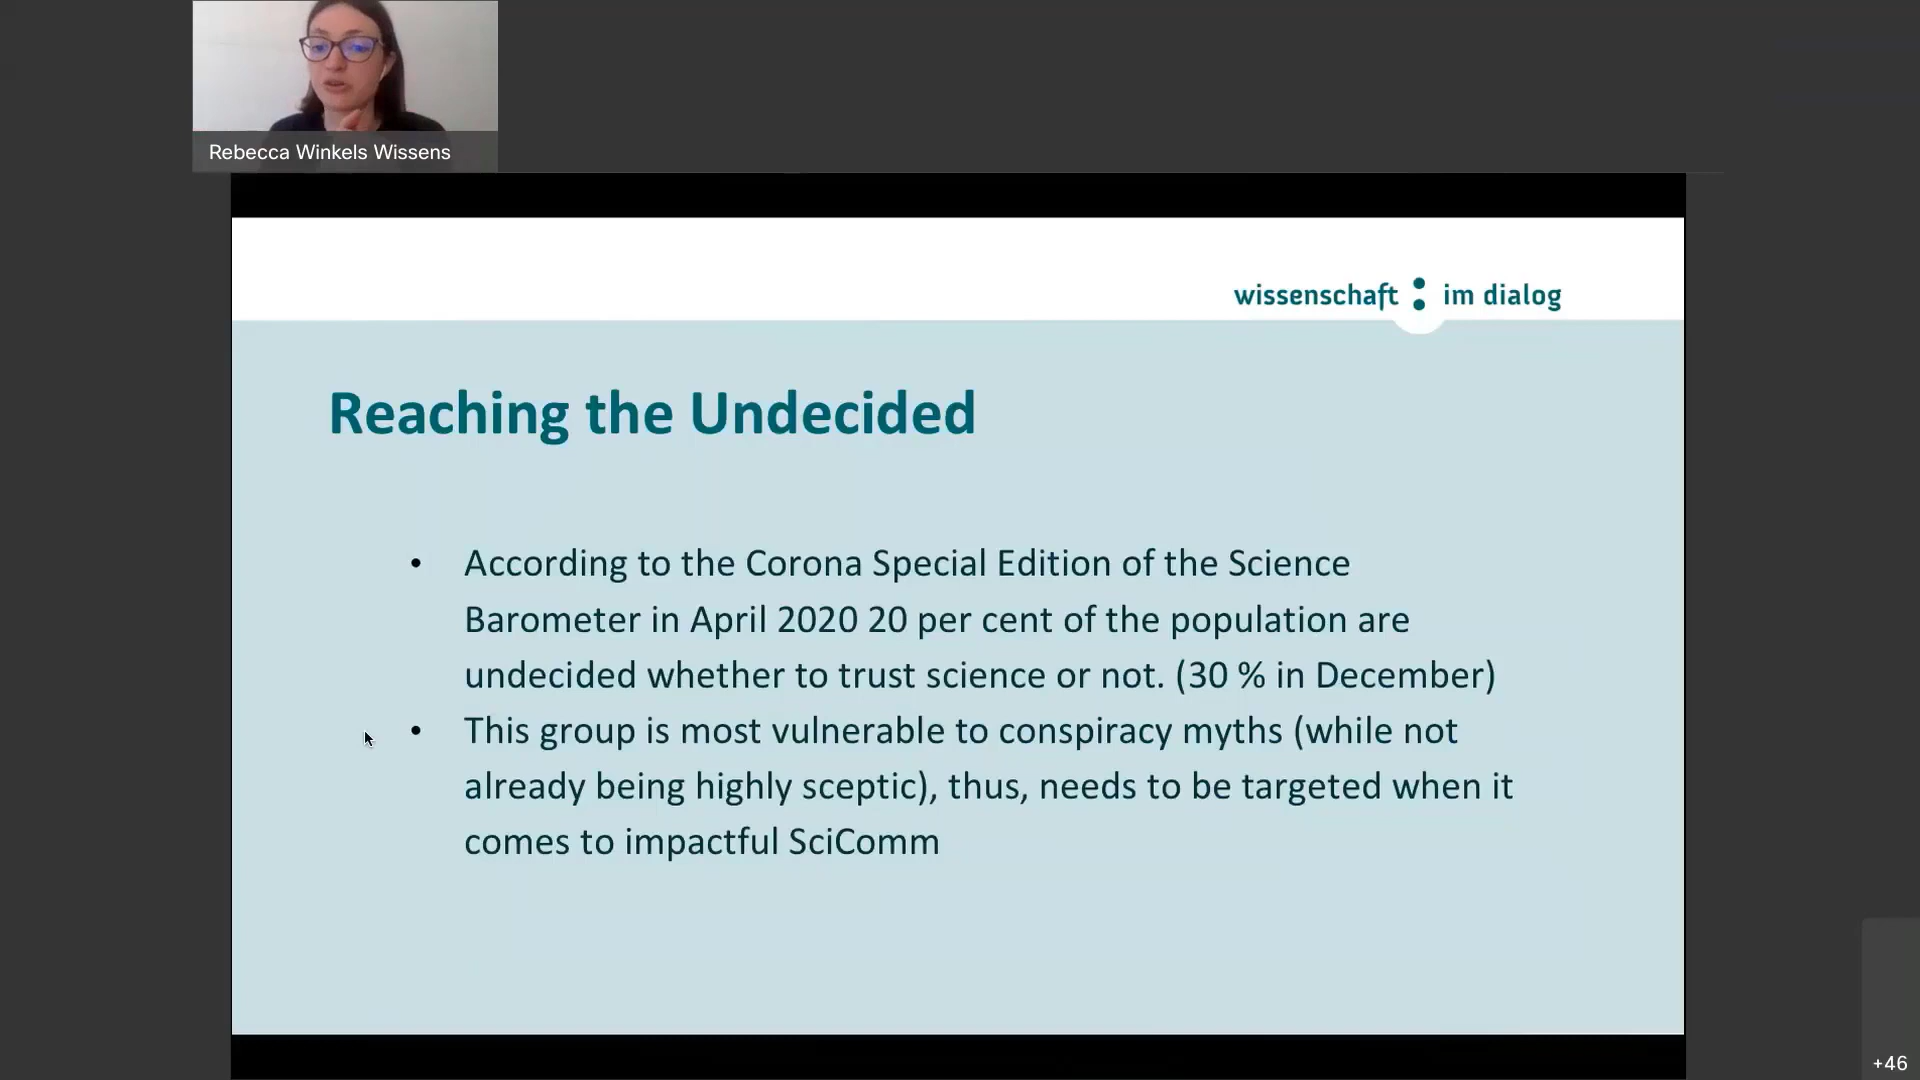 Rebecca Winkels Wissens
wissenschaft : im dialog
Reaching the Undecided
• According to the Corona Special Edition of the Science
Barometer in April 2020 20 per cent of the population are
undecided whether to trust science or not. (30 % in December)
• This group is most vulnerable to conspiracy myths (while not
already being highly sceptic), thus, needs to be targeted when it
comes to impactful SciComm
+46